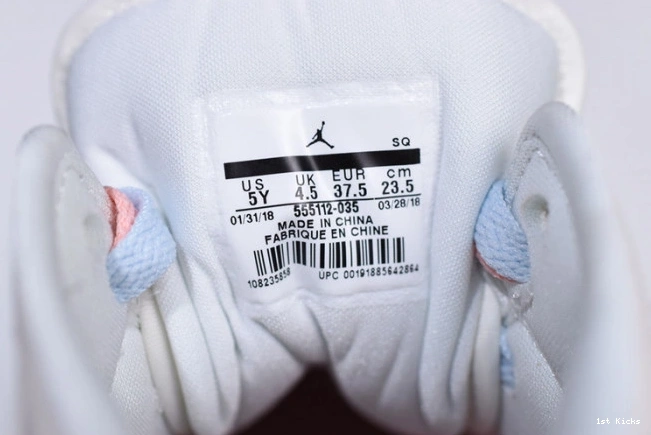 SQ
US UK EUR cm
5Y 4.5 37.5 23.5
01/31/18 555112-035 03/28/18
MADE IN CHINA
FABRIQUE EN CHINE
108235858 UPC 00191885642864
1st Kicks